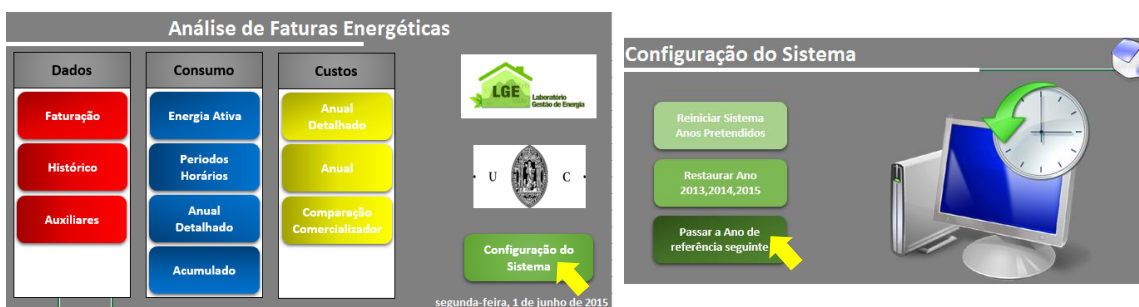 Análise de Faturas Energéticas
Dados
Faturação
Histórico
Auxiliares
Consumo
Energia Ativa
Periodos
Horários
Anual
Detalhado
Acumulado
Custos
Anual
Detalhado
Anual
Comparação
Comercializador
LGE
Laboratório
Gestão de Energia
· U C ·
Configuração do
Sistema
segunda-feira, 1 de junho de 2015
Configuração do Sistema
Reiniciar Sistema
Anos Pretendidos
Restaurar Ano
2013,2014,2015
Passar a Ano de
referência seguinte